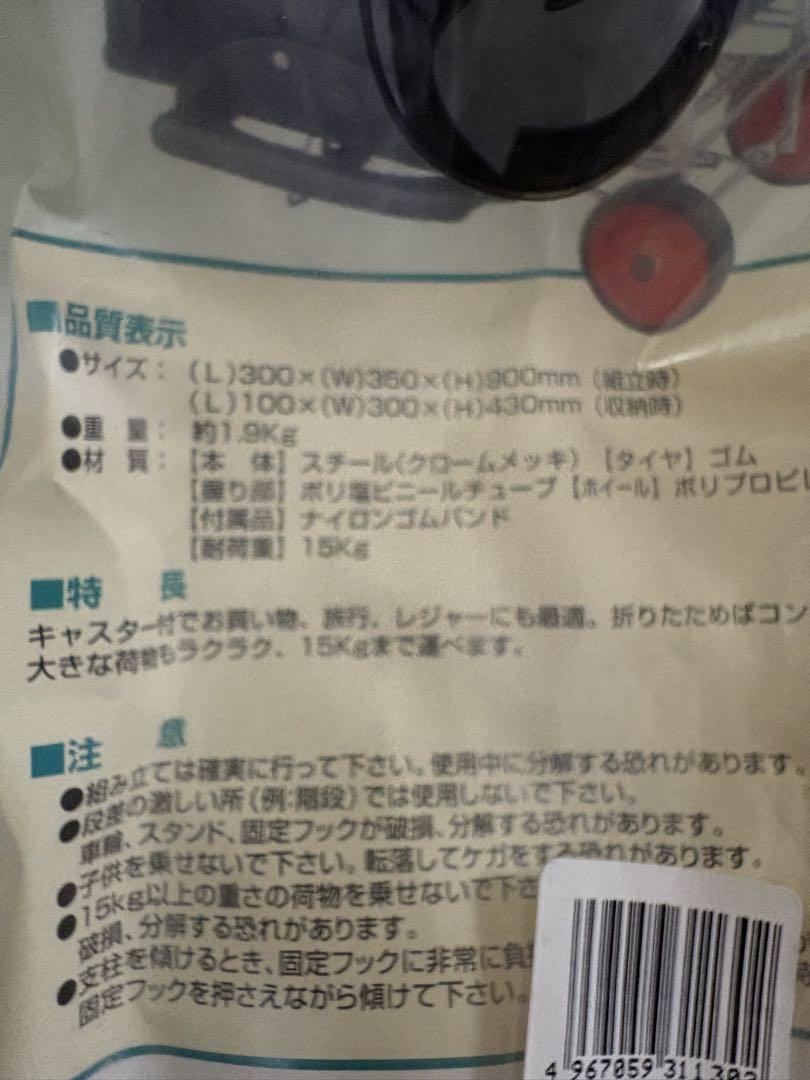 ■品質表示
●サイズ: (L)300×(W)350×(H)900mm (組立時)
(L)100×(W)300×(H)430mm (収納時)
●重 量: 約1.9Kg
●材 質: 【本 体】スチール(クロームメッキ) 【タイヤ】ゴム
【握り部】ポリ塩ビニールチューブ【ホイール】ポリプロピレ
【付属品】ナイロンゴムバンド
【耐荷重】15Kg
■特 長
キャスター付でお買い物、旅行、レジャーにも最適、折りたためばコン
大きな荷物もラクラク、15Kgまで運べます。
■注 意
●組み立ては確実に行って下さい。使用中に分解する恐れがあります。
●段差の激しい所(例:階段)では使用しないで下さい。
車輪、スタンド、固定フックが破損、分解する恐れがあります。
●子供を乗せないで下さい。転落してケガをする恐れがあります。
●15kg以上の重さの荷物を乗せないで下さ
破損、分解する恐れがあります。
●支柱を傾けるとき、固定フックに非常に負担
固定フックを押さえながら傾けて下さい。
4 967059 311302